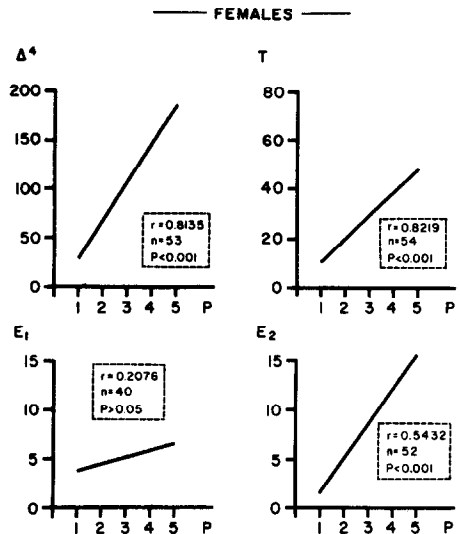 FEMALES
Δ⁴
200
150
100
50
0
r=0.8135
n=53
P<0.001
1 2 3 4 5 P
T
80
60
40
20
0
r=0.8219
n=54
P<0.001
1 2 3 4 5 P
E₁
15
10
5
0
r=0.2076
n=40
P>0.05
1 2 3 4 5 P
E₂
15
10
5
0
r=0.5432
n=52
P<0.001
1 2 3 4 5 P